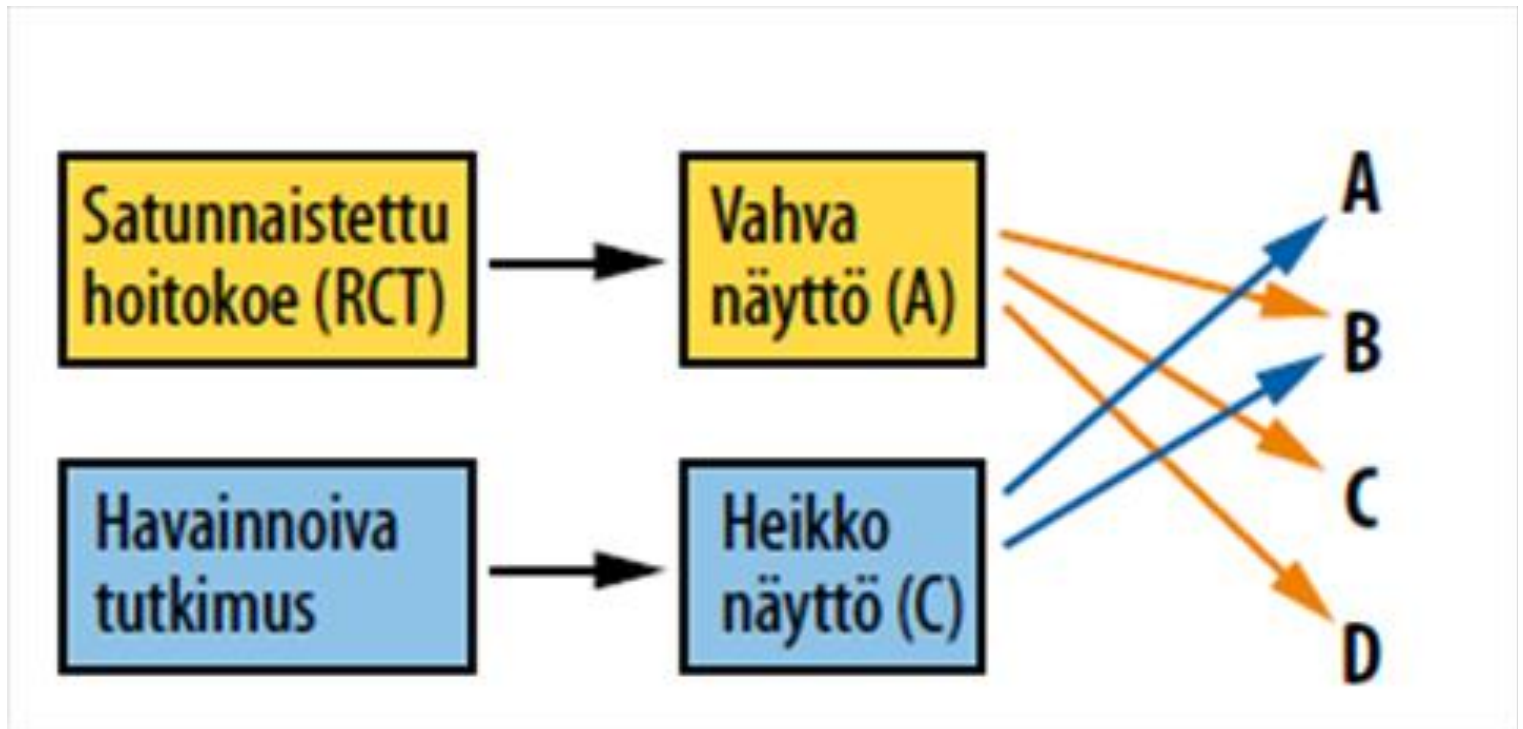 Satunnaistettu
hoitokoe (RCT)
Vahva
näyttö (A)
Havainnoiva
tutkimus
Heikko
näyttö (C)
A
B
C
D